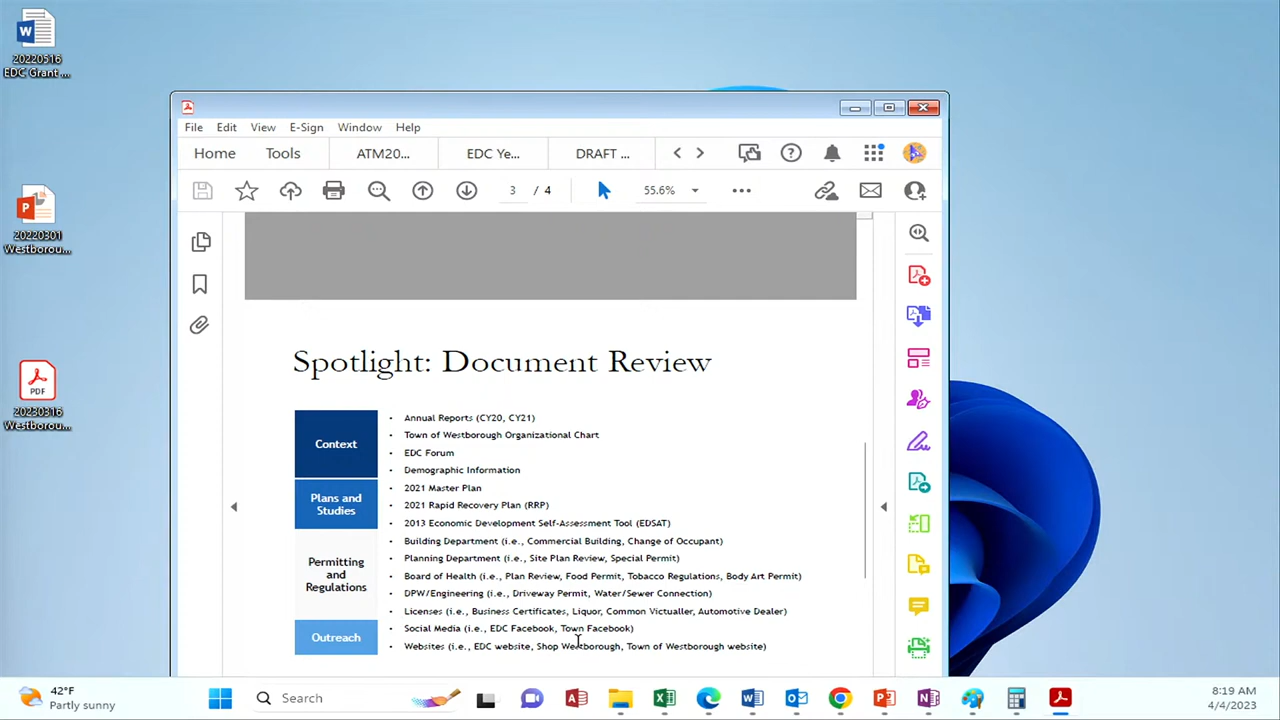 20220516
EDC Grant ...
20220301
Westborou...
PDF
20230316
Westborou...
File Edit View E-Sign Window Help
Home Tools ATM20... EDC Ye... DRAFT ...
3 / 4 55.6%
Spotlight: Document Review
Context
• Annual Reports (CY20, CY21)
• Town of Westborough Organizational Chart
• EDC Forum
• Demographic Information
Plans and
Studies
• 2021 Master Plan
• 2021 Rapid Recovery Plan (RRP)
• 2013 Economic Development Self-Assessment Tool (EDSAT)
Permitting
and
Regulations
• Building Department (i.e., Commercial Building, Change of Occupant)
• Planning Department (i.e., Site Plan Review, Special Permit)
• Board of Health (i.e., Plan Review, Food Permit, Tobacco Regulations, Body Art Permit)
• DPW/Engineering (i.e., Driveway Permit, Water/Sewer Connection)
• Licenses (i.e., Business Certificates, Liquor, Common Victualler, Automotive Dealer)
Outreach
• Social Media (i.e., EDC Facebook, Town Facebook)
• Websites (i.e., EDC website, Shop Westborough, Town of Westborough website)
42°F
Partly sunny
Search
8:19 AM
4/4/2023